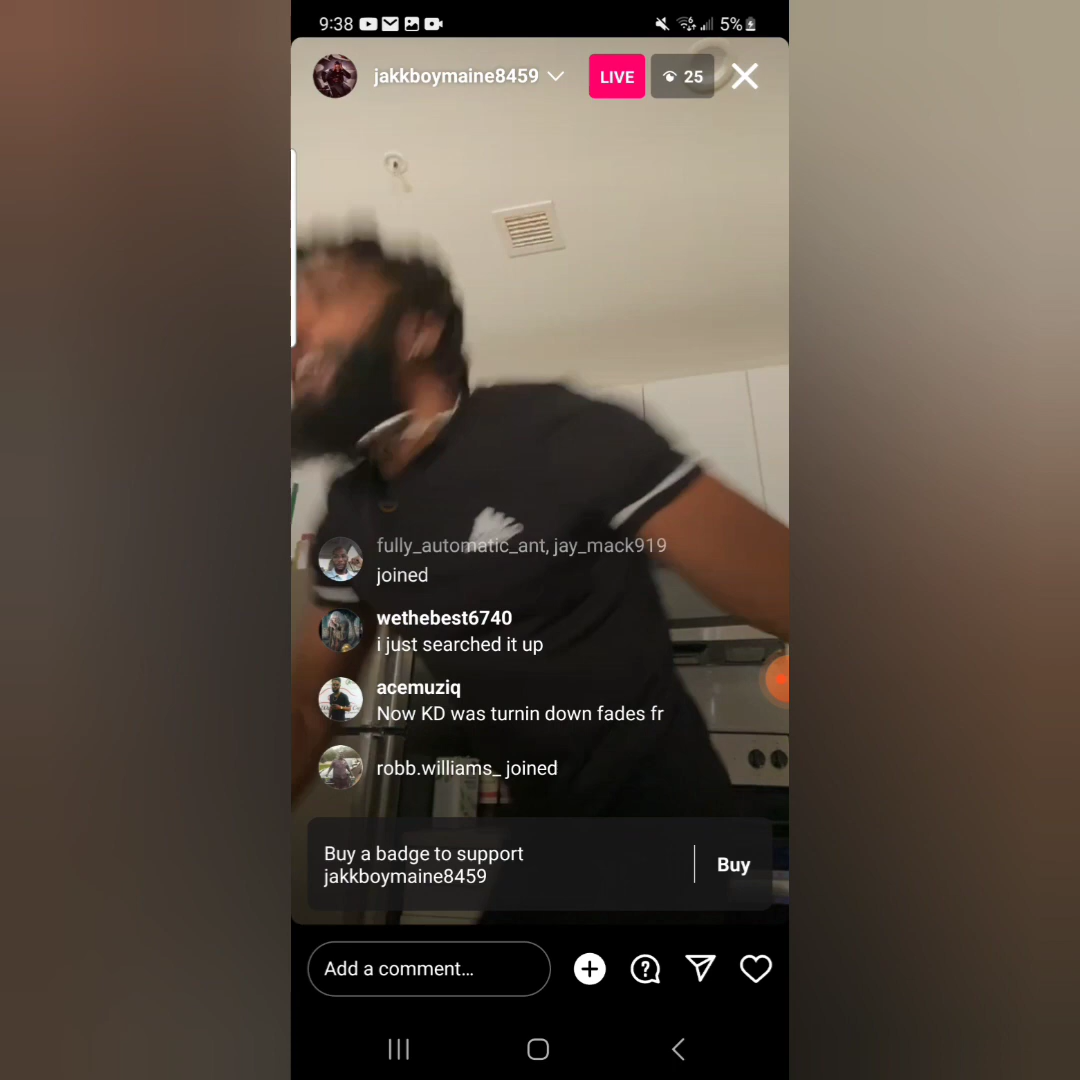 9:38
5%
jakkboymaine8459
LIVE
25
fully_automatic_ant, jay_mack919
joined
wethebest6740
i just searched it up
acemuziq
Now KD was turnin down fades fr
robb.williams_ joined
Buy a badge to support
jakkboymaine8459
Buy
Add a comment...